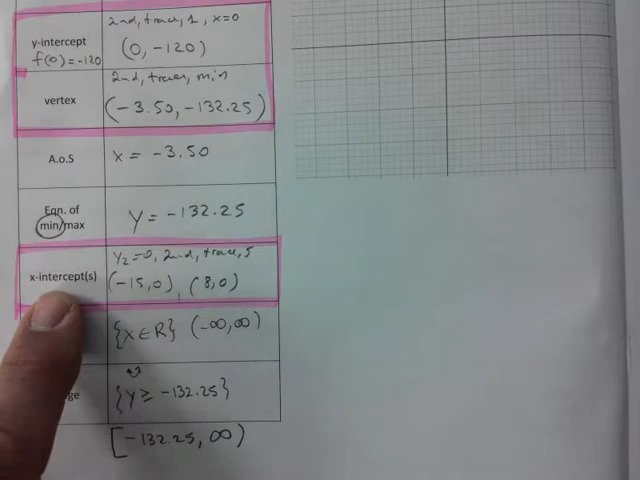 2nd, trace, 1, x=0
y-intercept
f(0)=-120
(0, -120)
2nd, trace, min
vertex
(-3.50, -132.25)
A.o.S
x = -3.50
Eqn. of
min/max
y = -132.25
Y₂=0, 2nd, trace, 5
x-intercept(s)
(-15,0), (8,0)
{x∈R} (-∞,∞)
{y ≥ -132.25}
[-132.25, ∞)